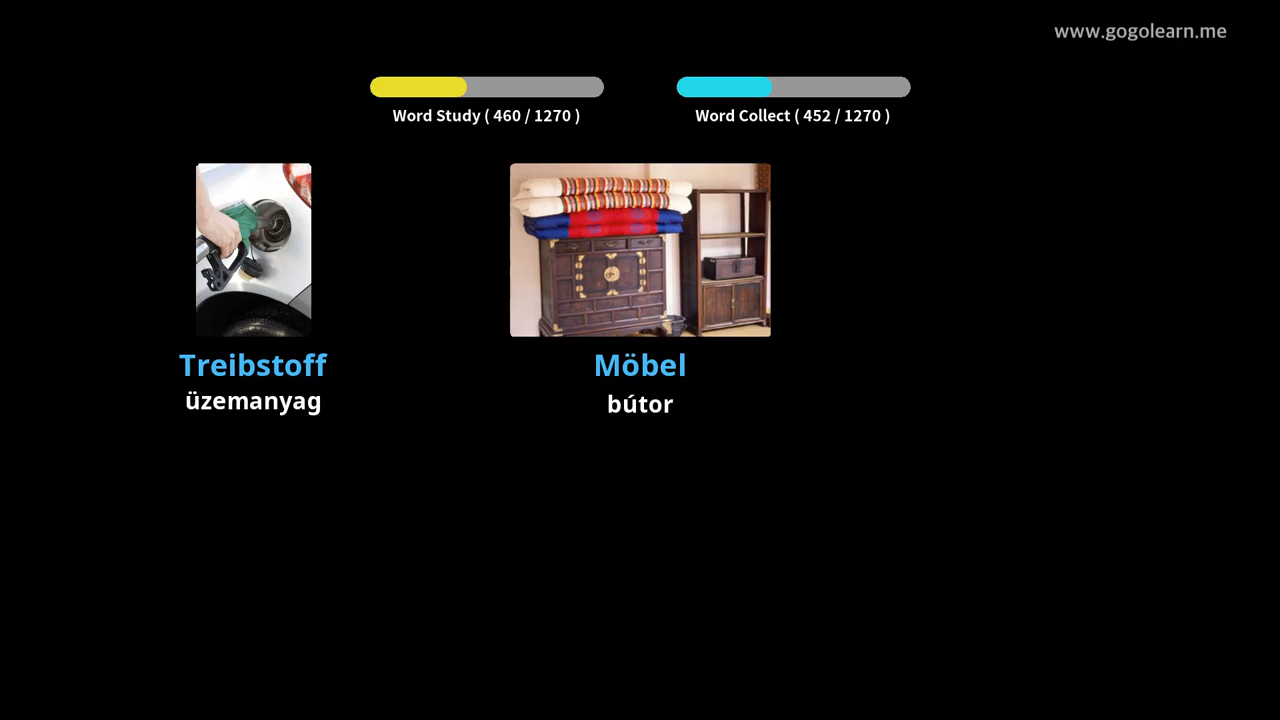 www.gogolearn.me
Word Study ( 460 / 1270 )
Word Collect ( 452 / 1270 )
Treibstoff
üzemanyag
Möbel
bútor